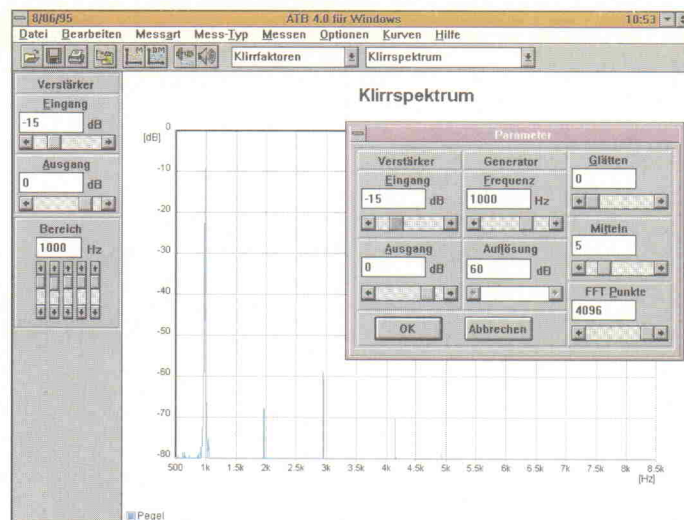 8/06/95 ATB 4.0 für Windows 10:53
Datei Bearbeiten Messart Mess-Typ Messen Optionen Kurven Hilfe
Klirrfaktoren Klirrspektrum
Verstärker
Eingang
-15 dB
Ausgang
0 dB
Bereich
1000 Hz
Klirrspektrum
[dB]
0
-10
-20
-30
-40
-50
-60
-70
-80
500 1k 1.5k 2k 2.5k 3k 3.5k 4k 4.5k 5k 5.5k 6k 6.5k 7k 7.5k 8k 8.5k
[Hz]
Pegel
Parameter
Verstärker
Eingang
-15 dB
Ausgang
0 dB
Generator
Frequenz
1000 Hz
Auflösung
60 dB
Glätten
0
Mitteln
5
FFT Punkte
4096
OK Abbrechen